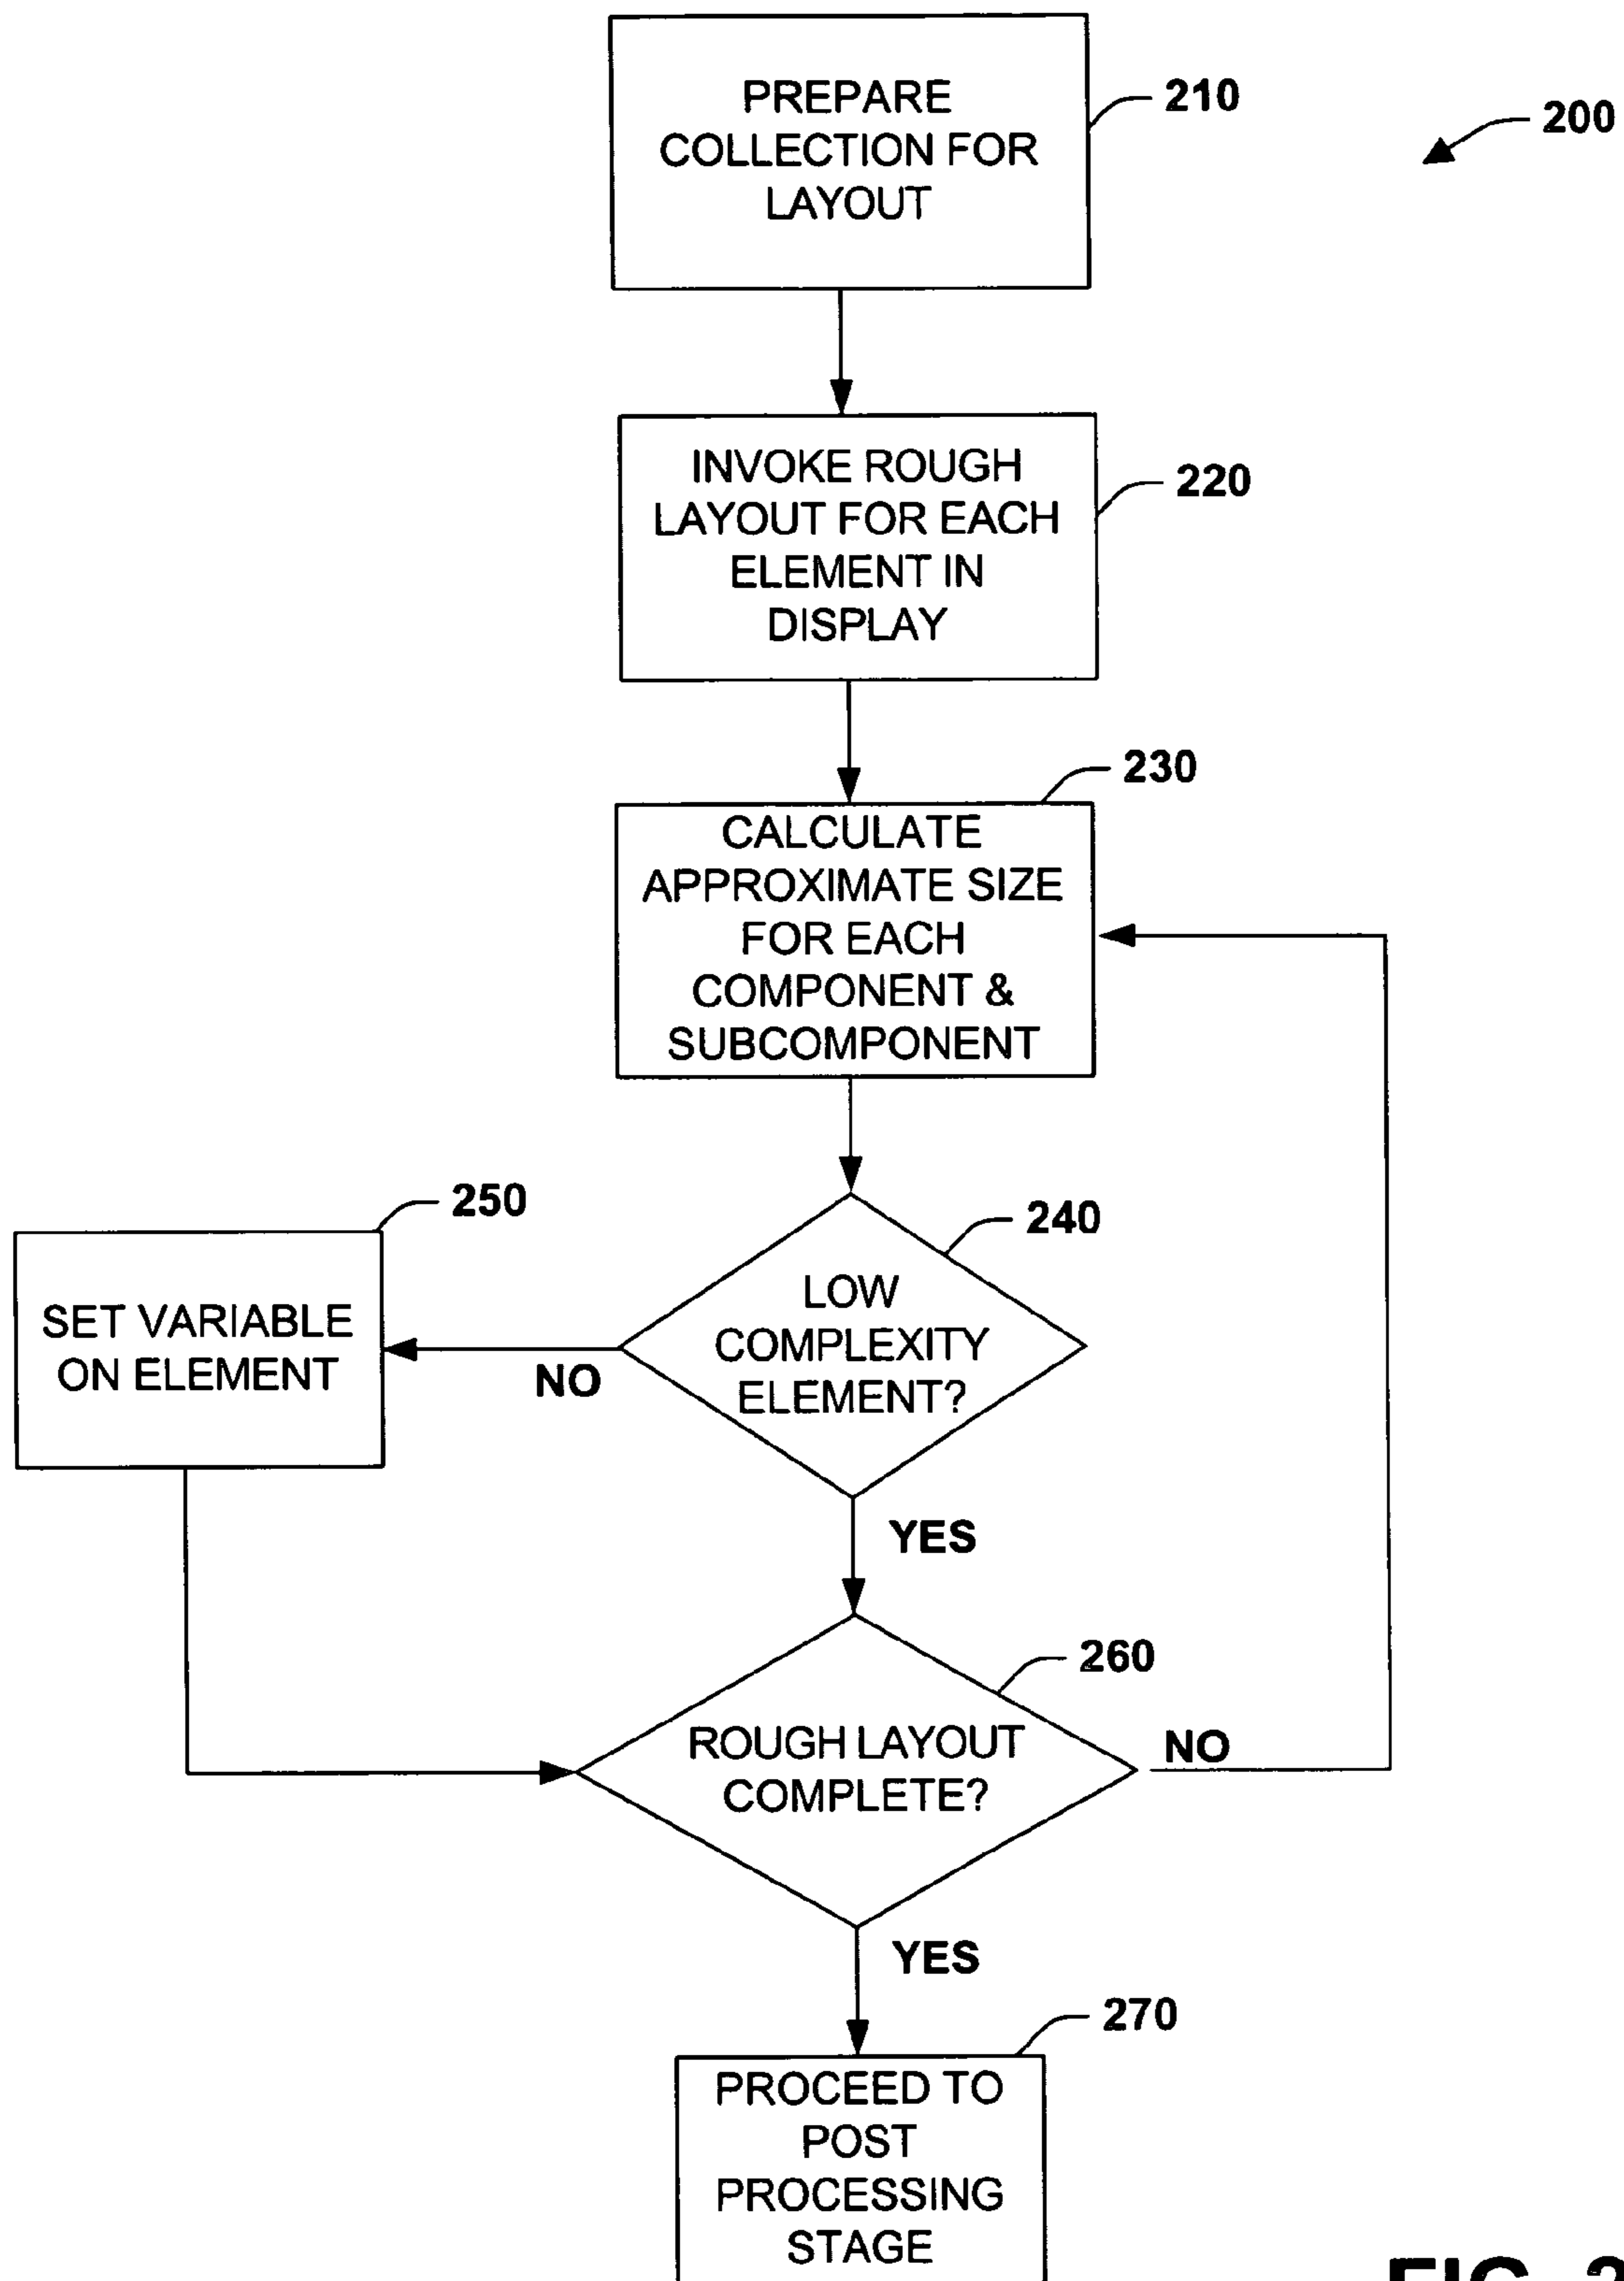 PREPARE
COLLECTION FOR
LAYOUT
210
200
INVOKE ROUGH
LAYOUT FOR EACH
ELEMENT IN
DISPLAY
220
230
CALCULATE
APPROXIMATE SIZE
FOR EACH
COMPONENT &
SUBCOMPONENT
250
SET VARIABLE
ON ELEMENT
240
LOW
COMPLEXITY
ELEMENT?
NO
YES
260
ROUGH LAYOUT
COMPLETE?
NO
YES
270
PROCEED TO
POST
PROCESSING
STAGE
FIG. 2